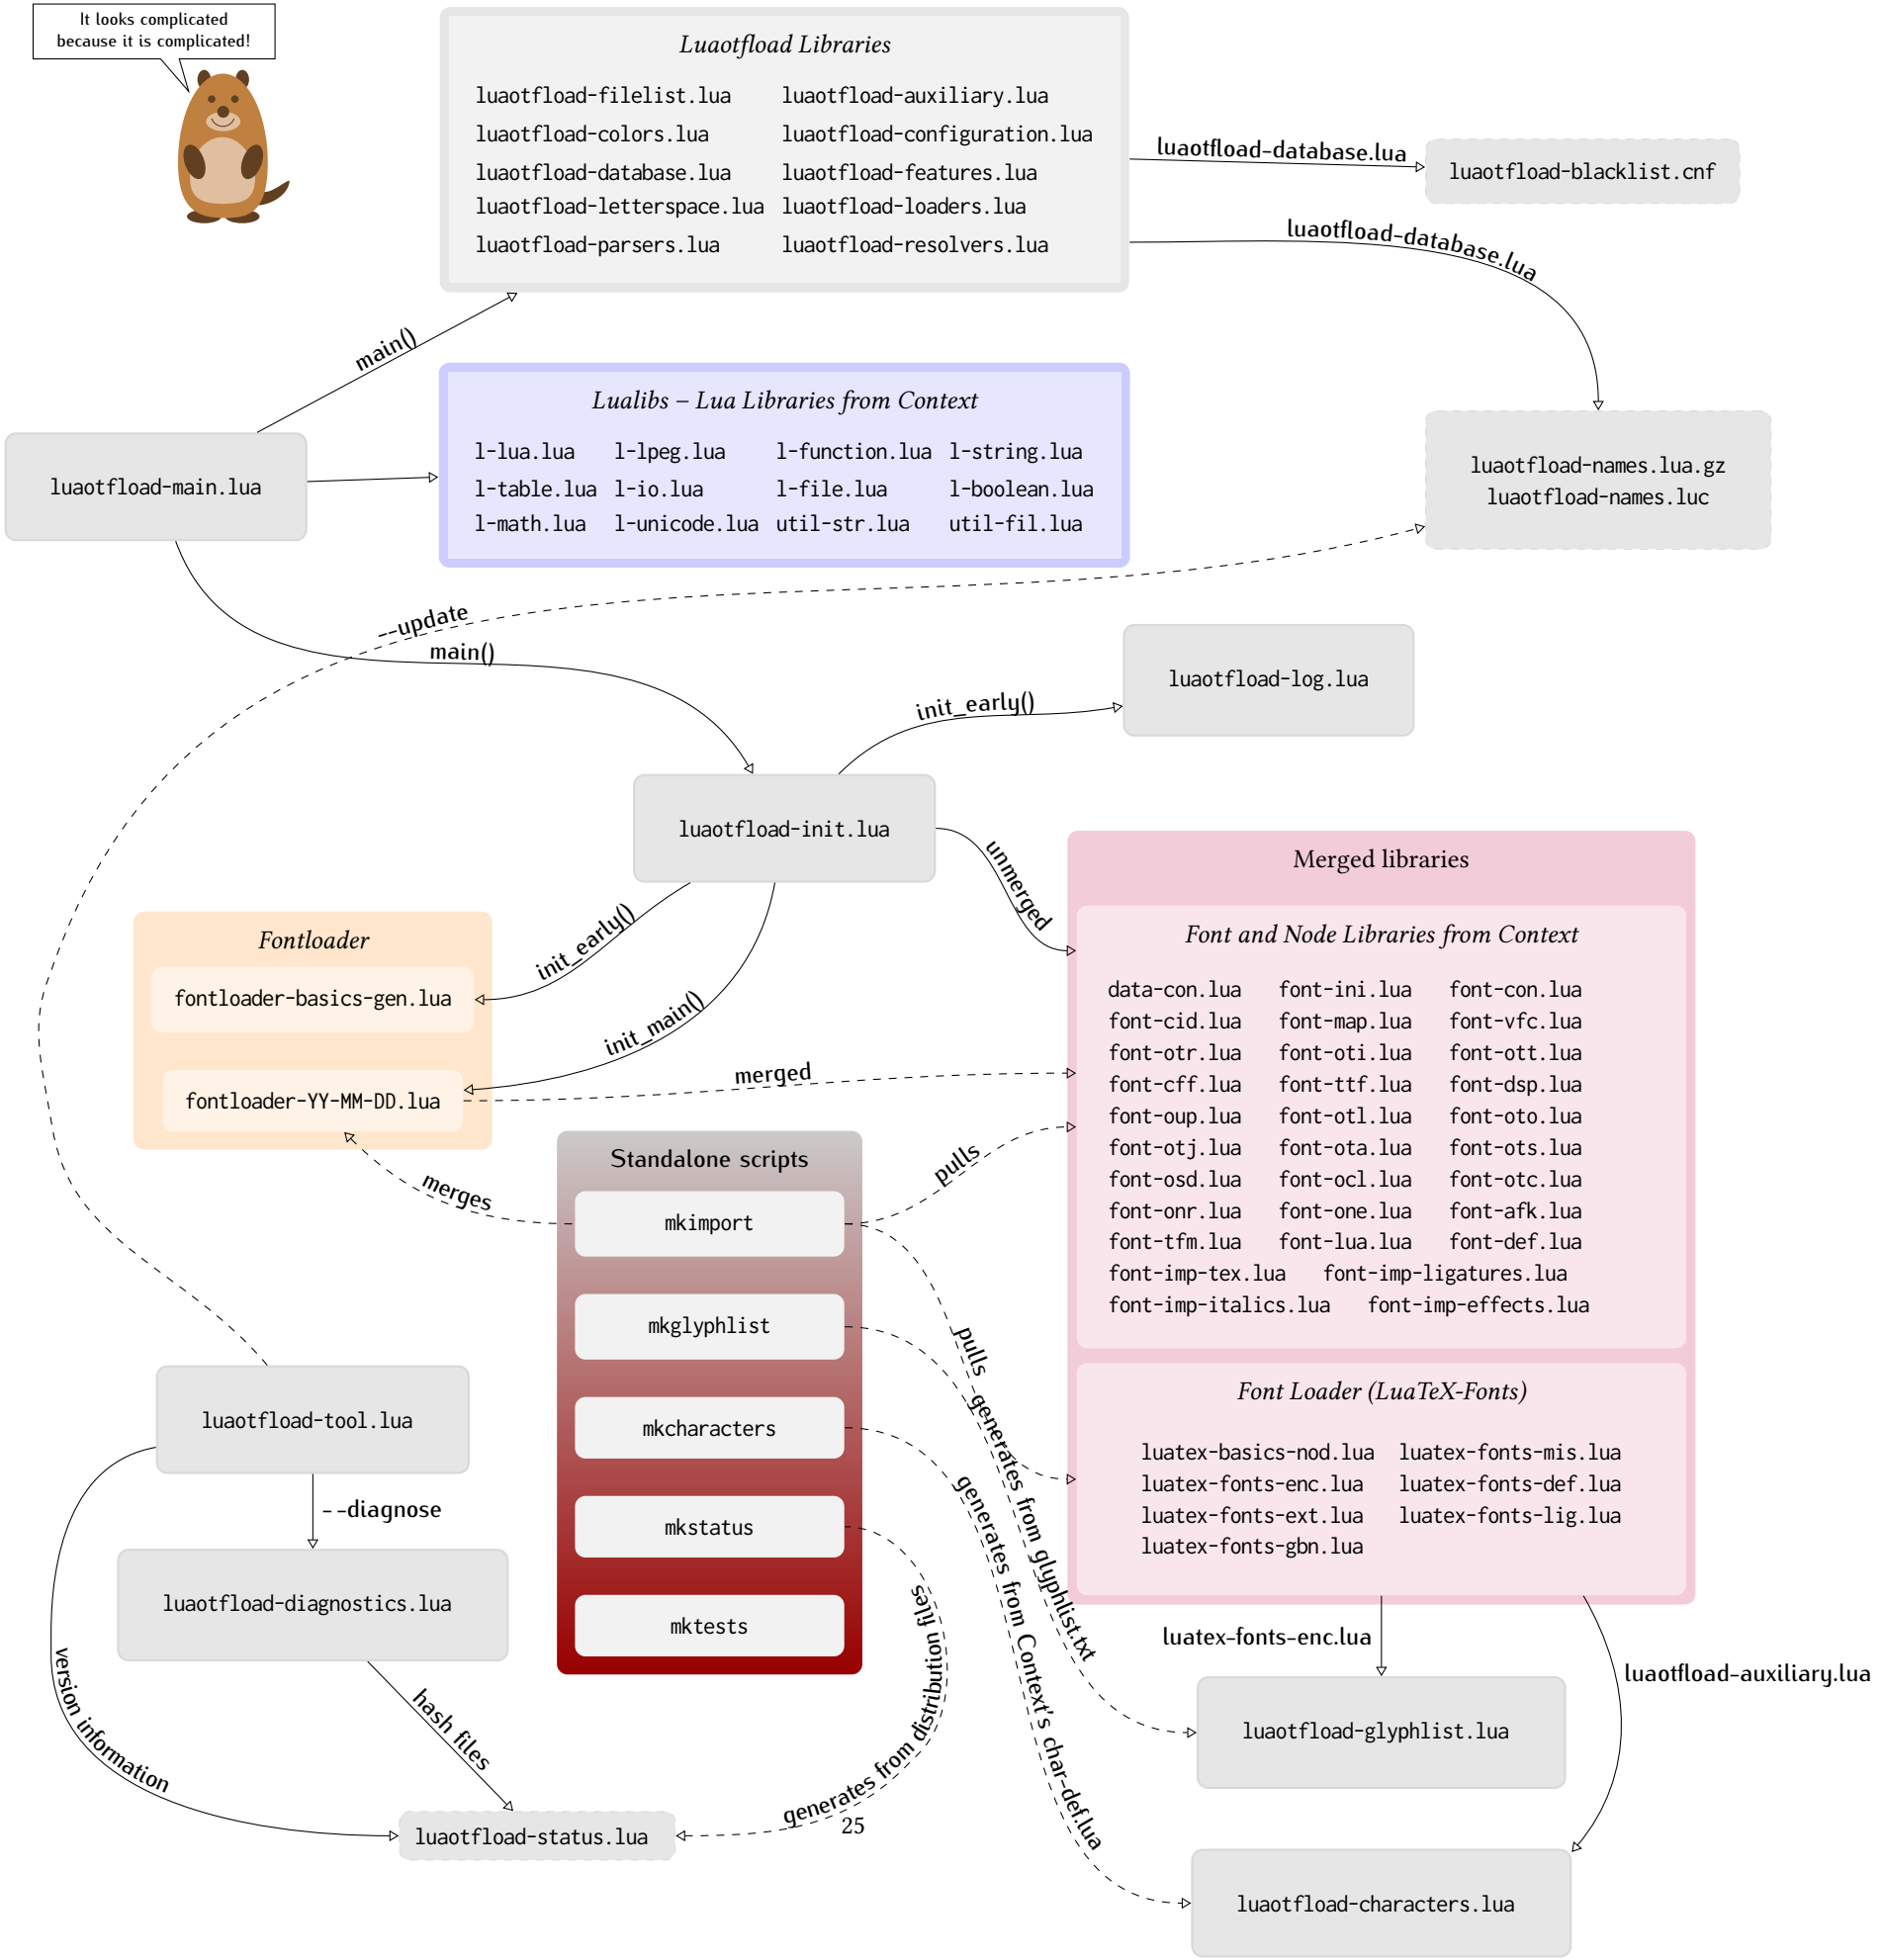 It looks complicated
because it is complicated!
Luaotfload Libraries
luaotfload-filelist.lua luaotfload-auxiliary.lua
luaotfload-colors.lua luaotfload-configuration.lua
luaotfload-database.lua luaotfload-features.lua
luaotfload-letterspace.lua luaotfload-loaders.lua
luaotfload-parsers.lua luaotfload-resolvers.lua
luaotfload-database.lua
luaotfload-blacklist.cnf
luaotfload-database.lua
main()
Lualibs – Lua Libraries from Context
l-lua.lua l-lpeg.lua l-function.lua l-string.lua
l-table.lua l-io.lua l-file.lua l-boolean.lua
l-math.lua l-unicode.lua util-str.lua util-fil.lua
luaotfload-main.lua
luaotfload-names.lua.gz
luaotfload-names.luc
--update
main()
luaotfload-log.lua
init_early()
luaotfload-init.lua
unmerged
Merged libraries
Font and Node Libraries from Context
data-con.lua font-ini.lua font-con.lua
font-cid.lua font-map.lua font-vfc.lua
font-otr.lua font-oti.lua font-ott.lua
font-cff.lua font-ttf.lua font-dsp.lua
font-oup.lua font-otl.lua font-oto.lua
font-otj.lua font-ota.lua font-ots.lua
font-osd.lua font-ocl.lua font-otc.lua
font-onr.lua font-one.lua font-afk.lua
font-tfm.lua font-lua.lua font-def.lua
font-imp-tex.lua font-imp-ligatures.lua
font-imp-italics.lua font-imp-effects.lua
Fontloader
init_early()
fontloader-basics-gen.lua
init_main()
merged
fontloader-YY-MM-DD.lua
merges
Standalone scripts
pulls
mkimport
mkglyphlist
pulls
mkcharacters
mkstatus
mktests
Font Loader (LuaTeX-Fonts)
luatex-basics-nod.lua luatex-fonts-mis.lua
luatex-fonts-enc.lua luatex-fonts-def.lua
luatex-fonts-ext.lua luatex-fonts-lig.lua
luatex-fonts-gbn.lua
generates from glyphlist.txt
generates from Context's char-def.lua
generates from distribution files
luaotfload-tool.lua
--diagnose
luaotfload-diagnostics.lua
version information
hash files
luaotfload-status.lua
25
luatex-fonts-enc.lua
luaotfload-auxiliary.lua
luaotfload-glyphlist.lua
luaotfload-characters.lua